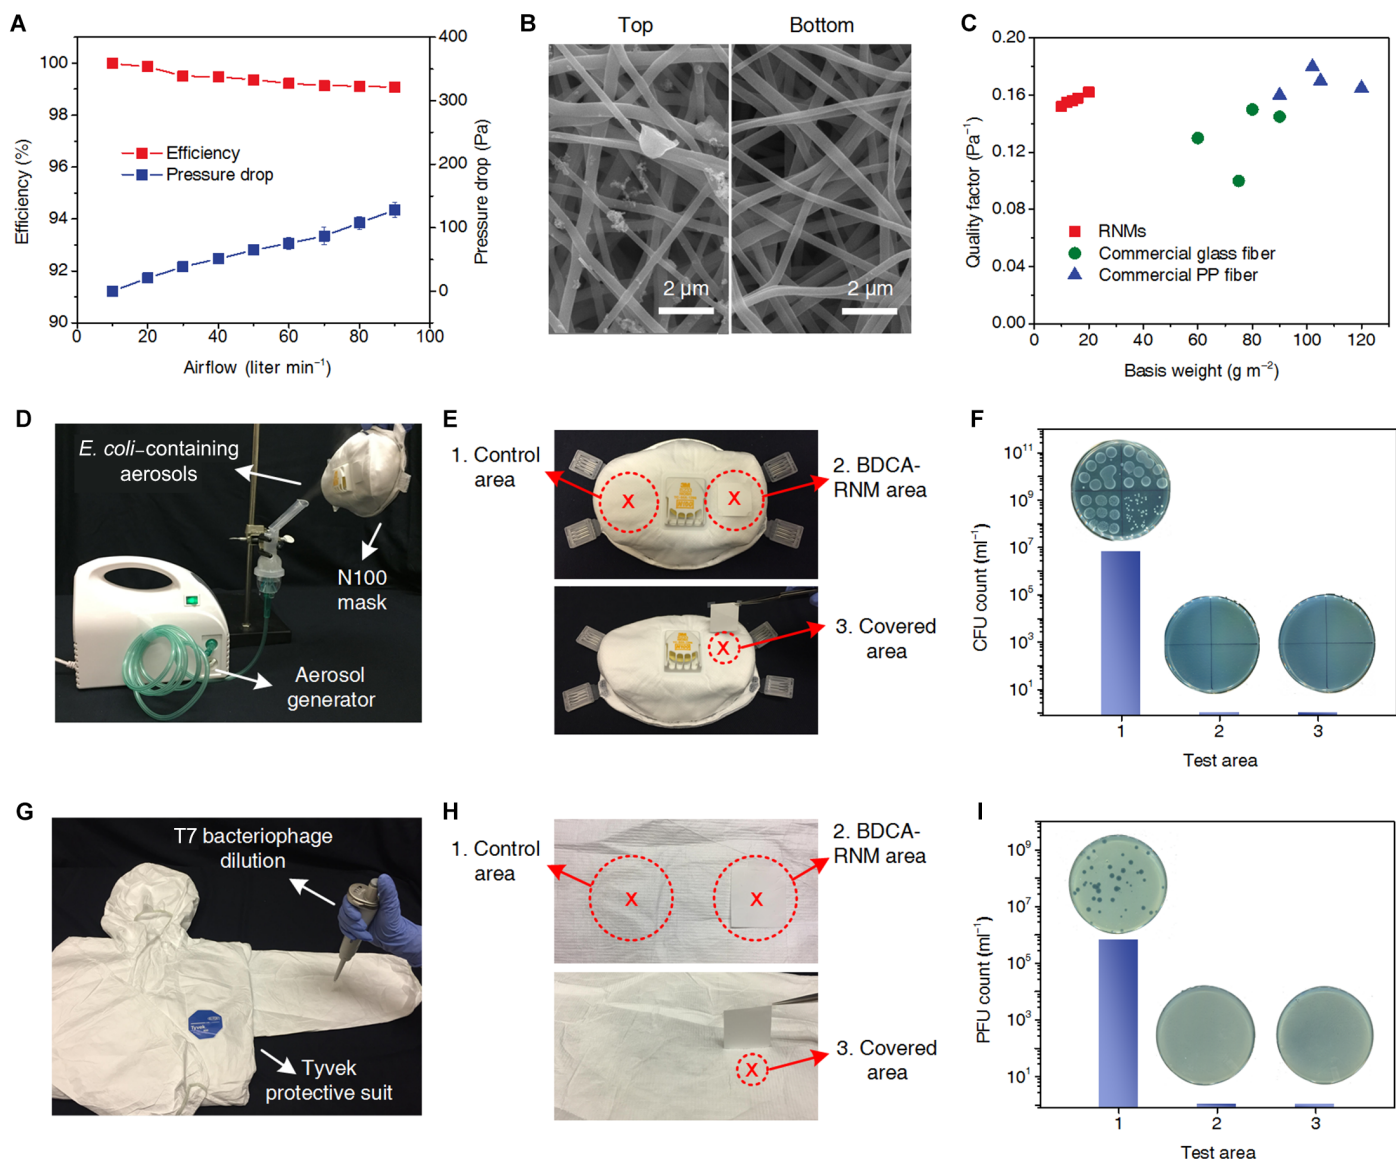 A
Efficiency (%)
100
98
96
94
92
90
400
300
200
100
0
Pressure drop (Pa)
Efficiency
Pressure drop
0
20
40
60
80
100
Airflow (liter min⁻¹)
B
Top
Bottom
2 µm
2 µm
C
Quality factor (Pa⁻¹)
0.20
0.16
0.12
0.08
0.04
0.00
RNMs
Commercial glass fiber
Commercial PP fiber
0
20
40
60
80
100
120
Basis weight (g m⁻²)
D
E. coli–containing
aerosols
N100
mask
Aerosol
generator
E
1. Control
area
X
X
2. BDCA-
RNM area
X
3. Covered
area
F
CFU count (ml⁻¹)
10¹¹
10⁹
10⁷
10⁵
10³
10¹
1
2
3
Test area
G
T7 bacteriophage
dilution
Tyvek
Tyvek
protective suit
H
1. Control
area
X
X
2. BDCA-
RNM area
X
3. Covered
area
I
PFU count (ml⁻¹)
10⁹
10⁷
10⁵
10³
10¹
1
2
3
Test area